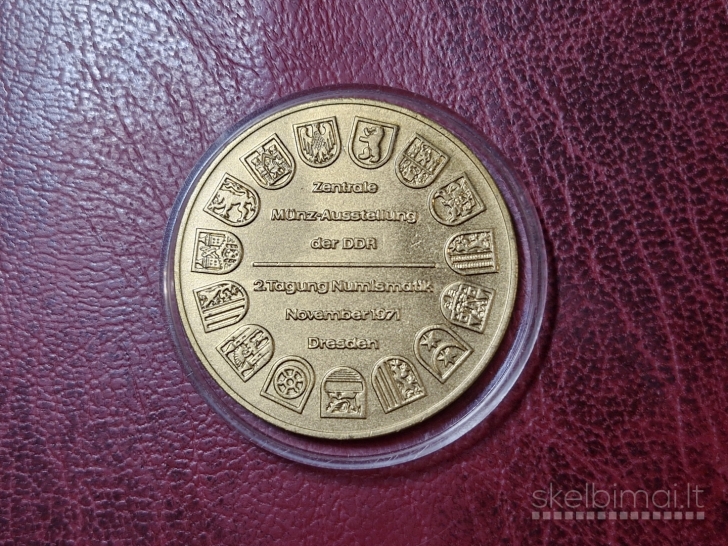 Zentrale
Münz-Ausstellung
der DDR
2.Tagung Numismatik
November 1971
Dresden
skelbimai.lt